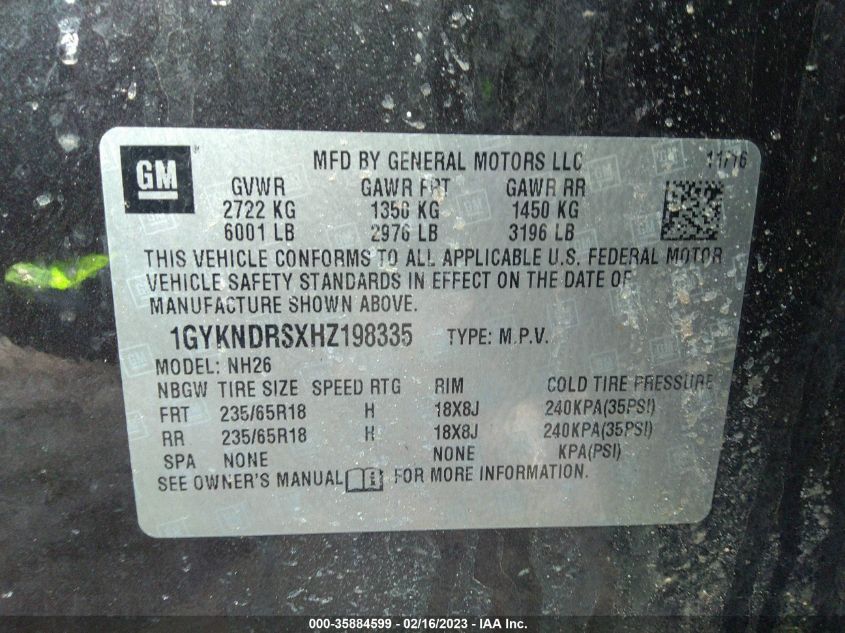 GM ® MFD BY GENERAL MOTORS LLC 11/16
GVWR GAWR FRT GAWR RR
2722 KG 1350 KG 1450 KG
6001 LB 2976 LB 3196 LB
THIS VEHICLE CONFORMS TO ALL APPLICABLE U.S. FEDERAL MOTOR
VEHICLE SAFETY STANDARDS IN EFFECT ON THE DATE OF
MANUFACTURE SHOWN ABOVE.
1GYKNDRSXHZ198335 TYPE: M.P.V.
MODEL: NH26
NBGW TIRE SIZE SPEED RTG RIM COLD TIRE PRESSURE
FRT 235/65R18 H 18X8J 240KPA(35PSI)
RR 235/65R18 H 18X8J 240KPA(35PSI)
SPA NONE NONE KPA(PSI)
SEE OWNER'S MANUAL FOR MORE INFORMATION.
000-35884599 - 02/16/2023 - IAA Inc.